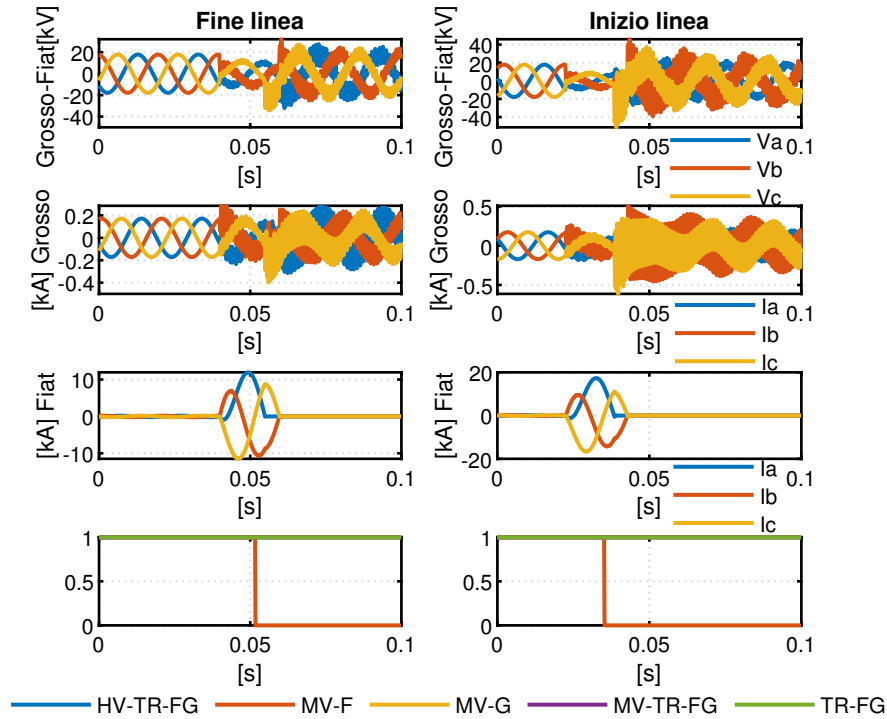 Fine linea
Inizio linea
Grosso-Fiat[kV]
20
0
-20
-40
0
0.05
0.1
[s]
Grosso-Fiat[kV]
40
20
0
-20
-40
0
0.05
0.1
[s]
Va
Vb
Vc
[kA] Grosso
0.2
0
-0.2
-0.4
0
0.05
0.1
[s]
[kA] Grosso
0.5
0
-0.5
0
0.05
0.1
[s]
Ia
Ib
Ic
[kA] Fiat
10
0
-10
0
0.05
0.1
[s]
[kA] Fiat
20
0
-20
0
0.05
0.1
[s]
Ia
Ib
Ic
1
0.5
0
0
0.05
0.1
[s]
1
0.5
0
0
0.05
0.1
[s]
HV-TR-FG MV-F MV-G MV-TR-FG TR-FG